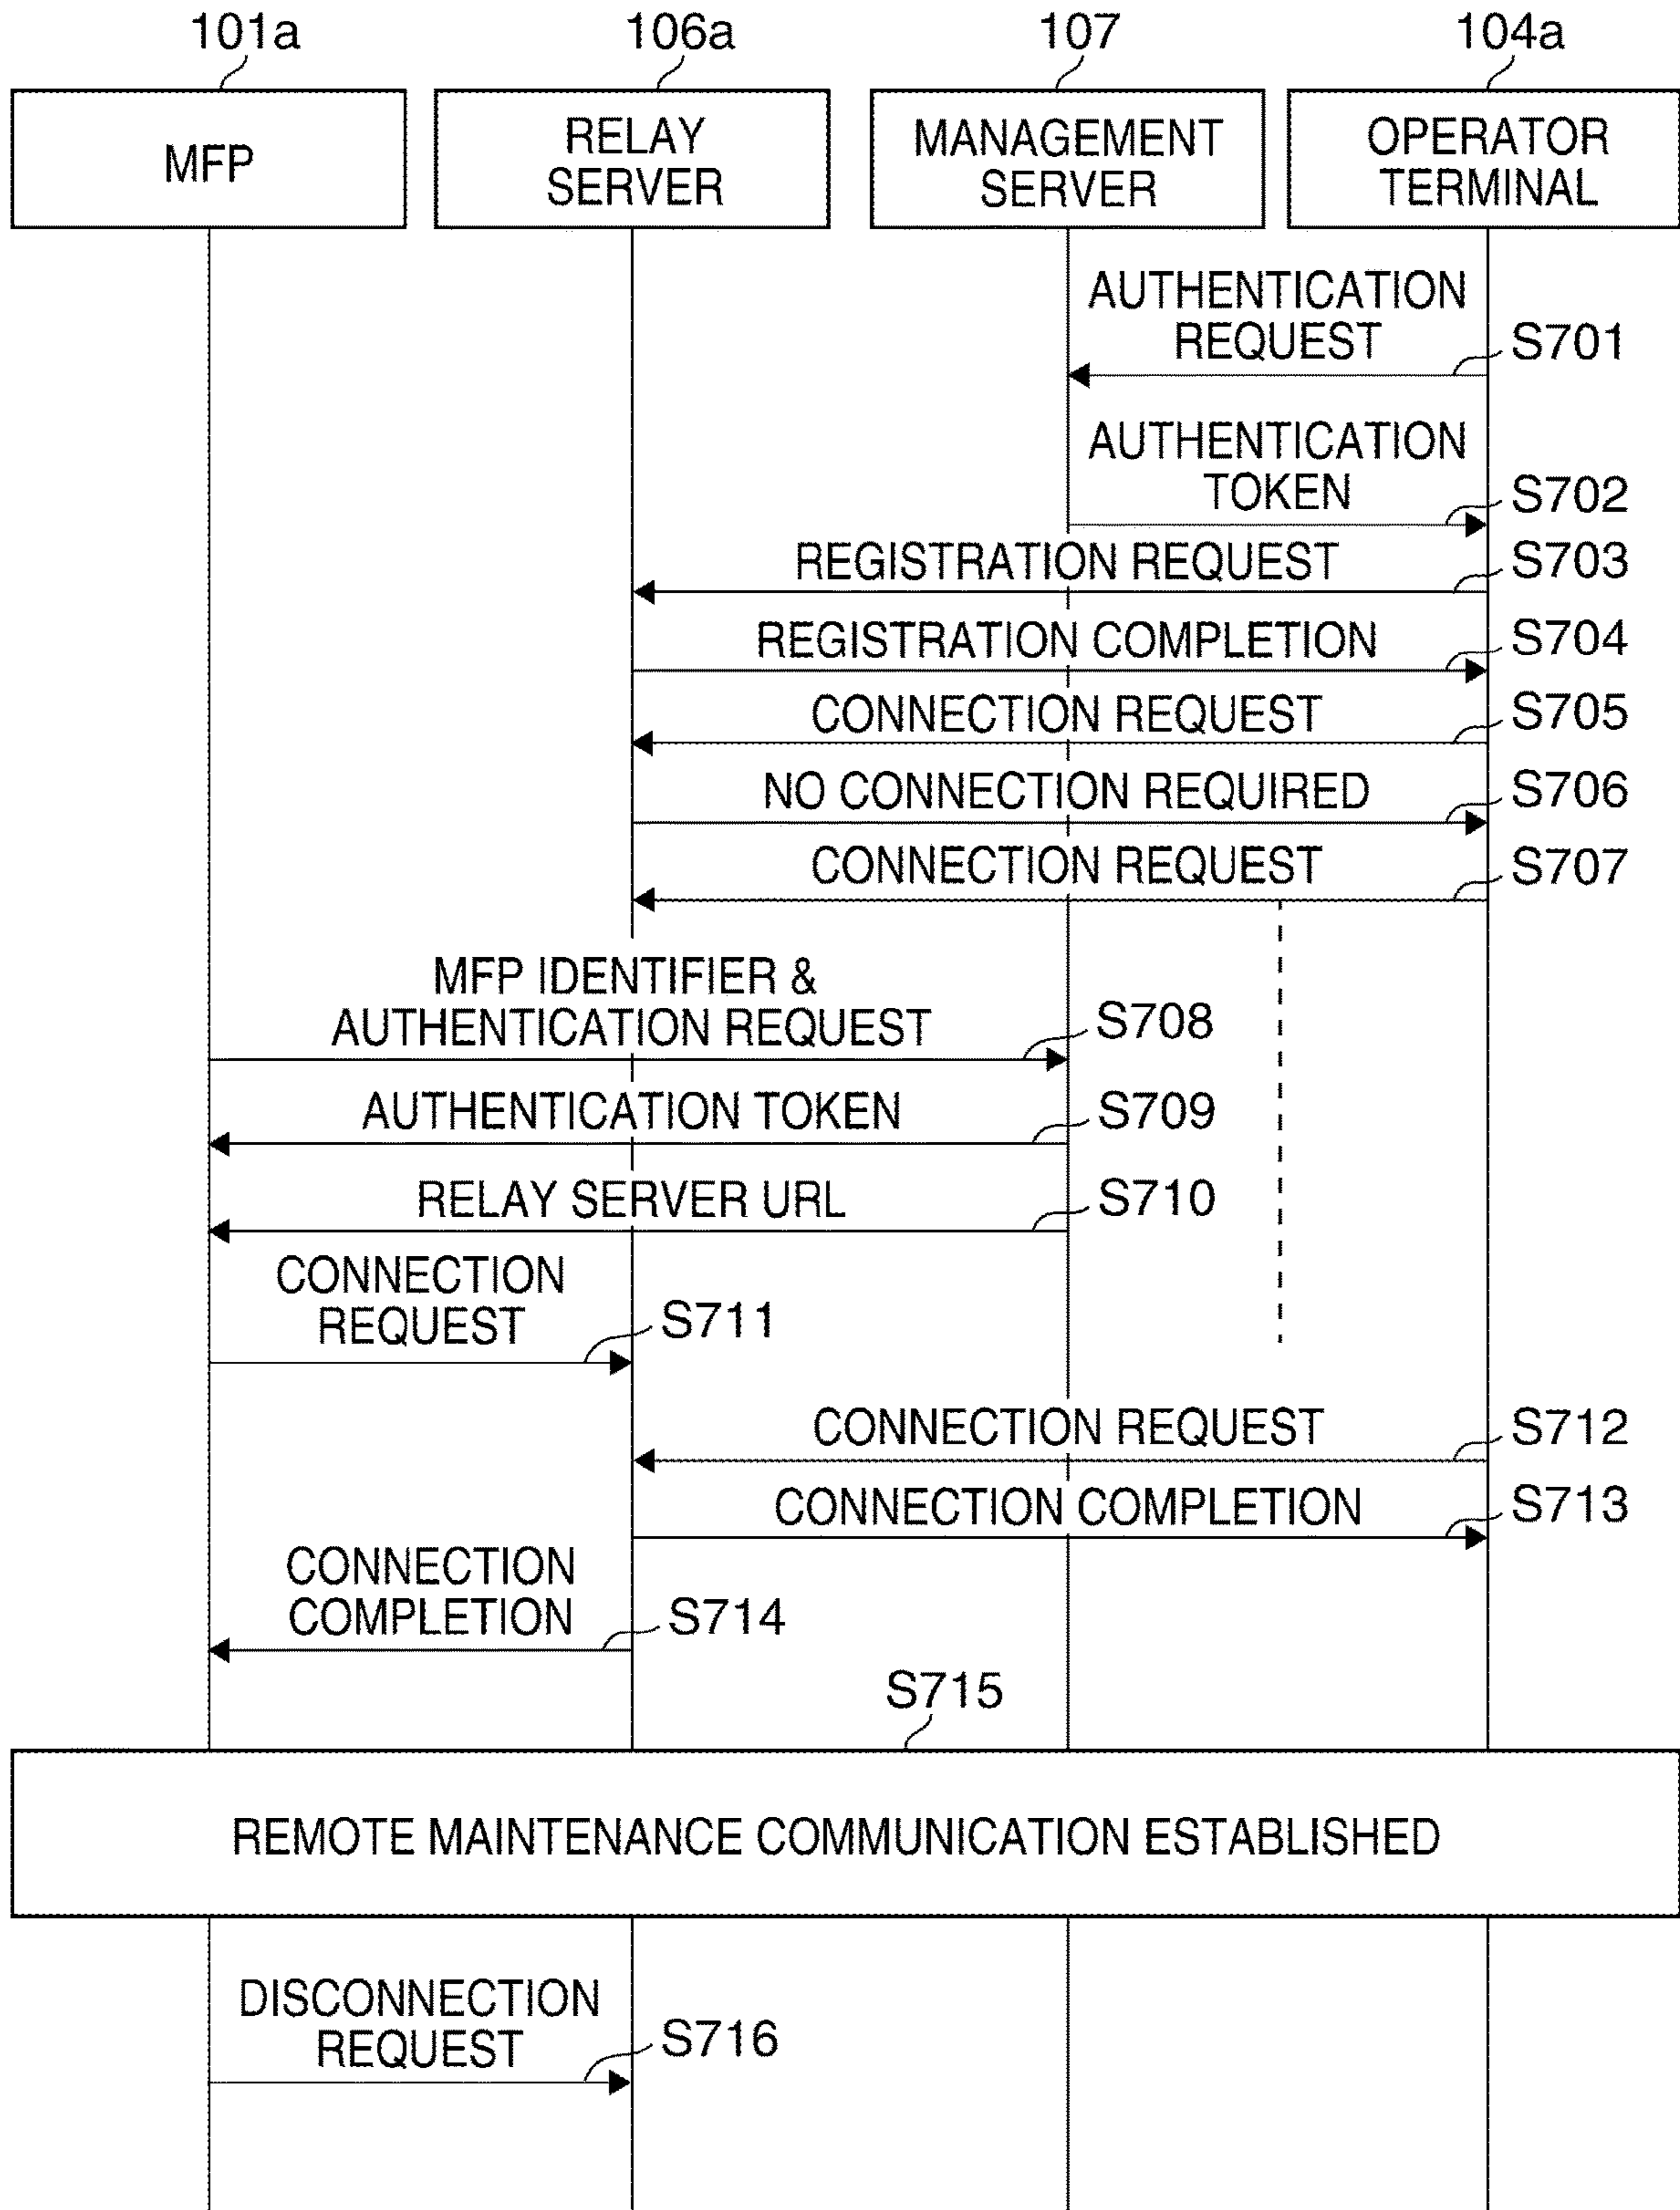 101a
106a
107
104a
MFP
RELAY
SERVER
MANAGEMENT
SERVER
OPERATOR
TERMINAL
AUTHENTICATION
REQUEST
S701
AUTHENTICATION
TOKEN
S702
REGISTRATION REQUEST
S703
REGISTRATION COMPLETION
S704
CONNECTION REQUEST
S705
NO CONNECTION REQUIRED
S706
CONNECTION REQUEST
S707
MFP IDENTIFIER &
AUTHENTICATION REQUEST
S708
AUTHENTICATION TOKEN
S709
RELAY SERVER URL
S710
CONNECTION
REQUEST
S711
CONNECTION REQUEST
S712
CONNECTION COMPLETION
S713
CONNECTION
COMPLETION
S714
S715
REMOTE MAINTENANCE COMMUNICATION ESTABLISHED
DISCONNECTION
REQUEST
S716